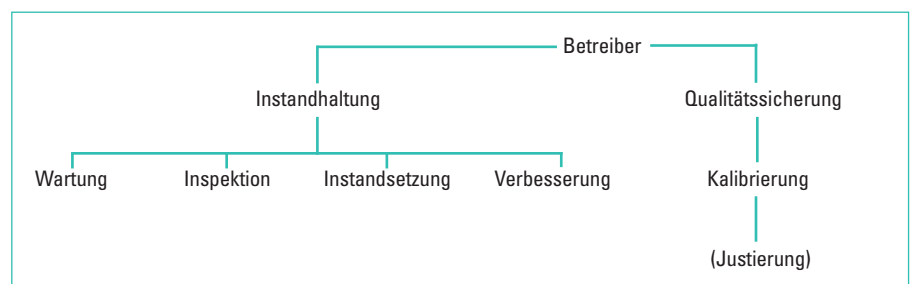 Betreiber
Instandhaltung Qualitätssicherung
Wartung Inspektion Instandsetzung Verbesserung Kalibrierung
(Justierung)